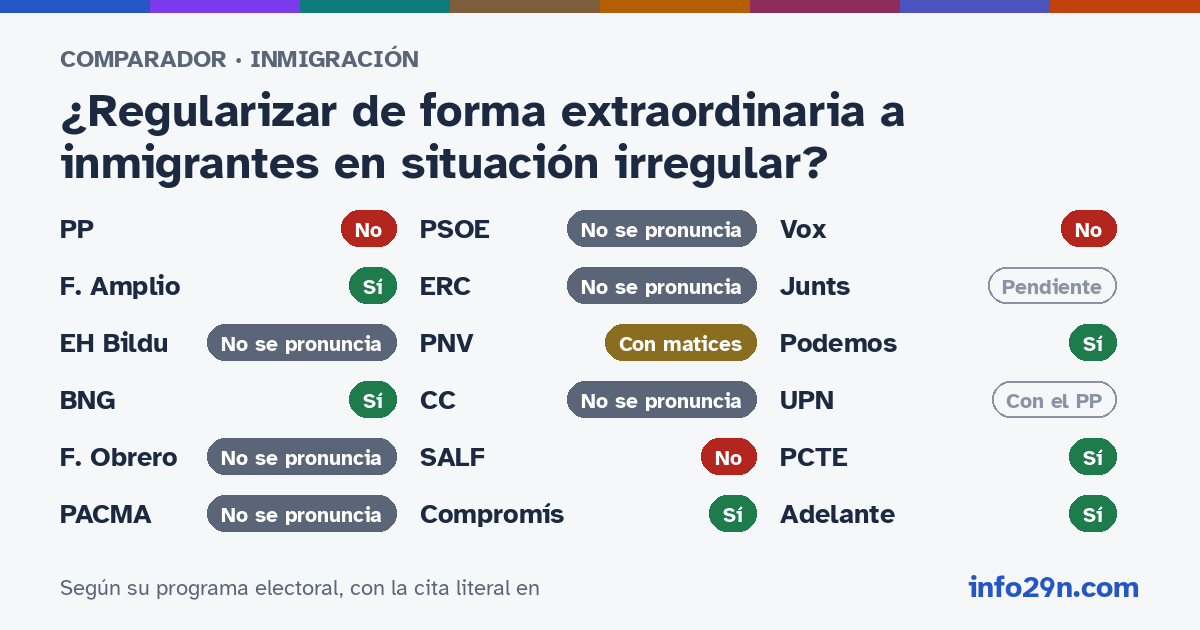 COMPARADOR · INMIGRACIÓN
¿Regularizar de forma extraordinaria a
inmigrantes en situación irregular?
PP No PSOE No se pronuncia Vox No
F. Amplio Sí ERC No se pronuncia Junts Pendiente
EH Bildu No se pronuncia PNV Con matices Podemos Sí
BNG Sí CC No se pronuncia UPN Con el PP
F. Obrero No se pronuncia SALF No PCTE Sí
PACMA No se pronuncia Compromís Sí Adelante Sí
Según su programa electoral, con la cita literal en info29n.com